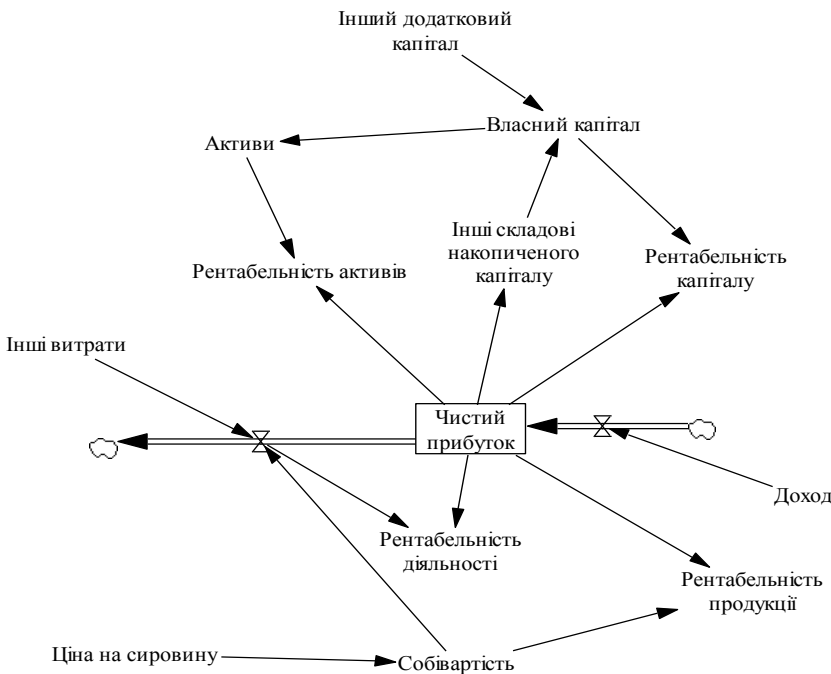 Інший додатковий
капітал
Власний капітал
Активи
Інші складові
накопиченого
капіталу
Рентабельність
капіталу
Рентабельність активів
Інші витрати
Чистий
прибуток
Доход
Рентабельність
діяльності
Рентабельність
продукції
Ціна на сировину
Собівартість